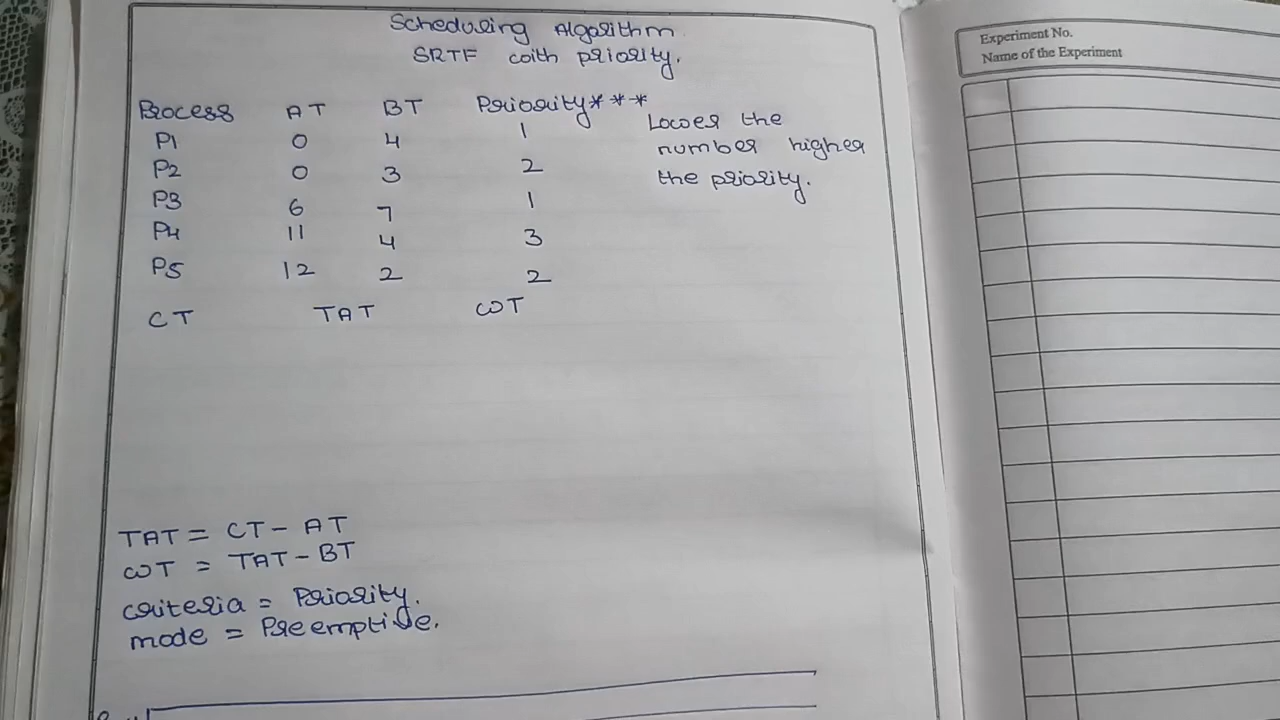 Scheduling Algorithm
SRTF with priority.
Process AT BT Priority*** Lower the
P1 0 4 1 number higher
P2 0 3 2 the priority.
P3 6 7 1
P4 11 4 3
P5 12 2 2
CT TAT WT
TAT = CT - AT
WT = TAT - BT
criteria = Priority.
mode = Preemptive.
Experiment No.
Name of the Experiment